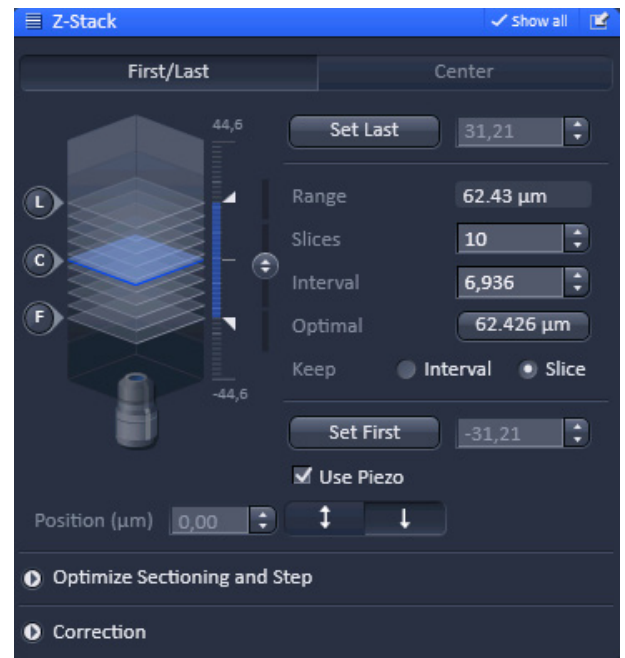 Z-Stack Show all
First/Last Center
44,6
Set Last 31,21
L
Range 62.43 μm
Slices 10
C
Interval 6,936
F
Optimal 62.426 μm
Keep Interval Slice
-44,6
Set First -31,21
Use Piezo
Position (μm) 0,00
Optimize Sectioning and Step
Correction